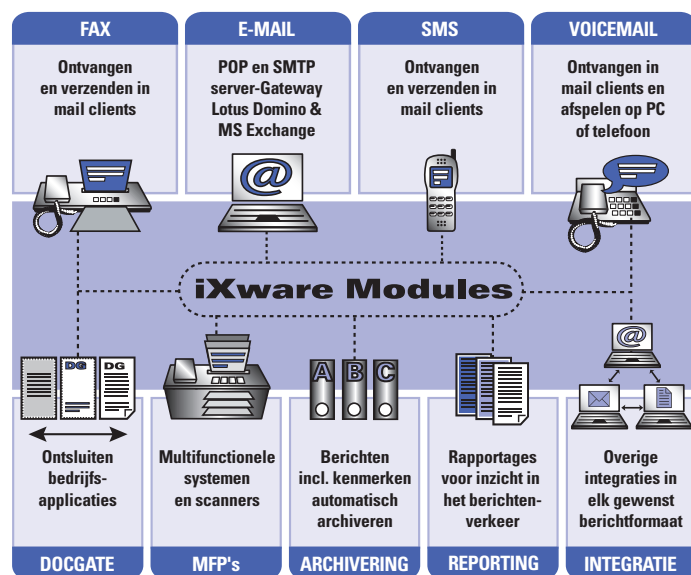 FAX
Ontvangen
en verzenden in
mail clients
E-MAIL
POP en SMTP
server-Gateway
Lotus Domino &
MS Exchange
SMS
Ontvangen
en verzenden in
mail clients
VOICEMAIL
Ontvangen in
mail clients en
afspelen op PC
of telefoon
@
iXware Modules
@
DG
DG
A B C
Ontsluiten
bedrijfs-
applicaties
DOCGATE
Multifunctionele
systemen
en scanners
MFP's
Berichten
incl. kenmerken
automatisch
archiveren
ARCHIVERING
Rapportages
voor inzicht in
het berichten-
verkeer
REPORTING
Overige
integraties in
elk gewenst
berichtformaat
INTEGRATIE